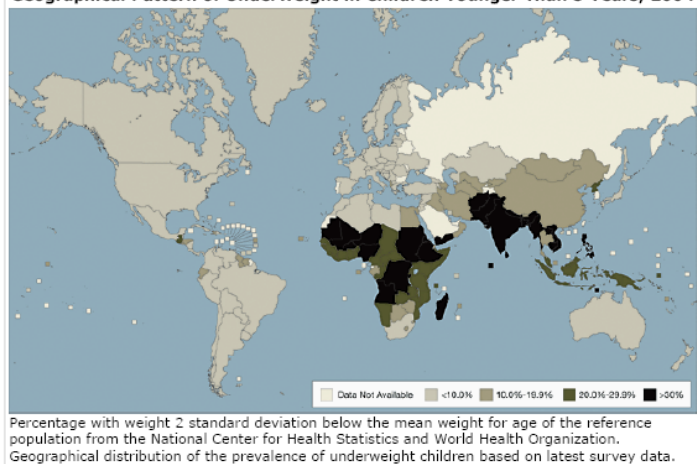 Data Not Available <10.0% 10.0%-19.9% 20.0%-29.9% >30%
Percentage with weight 2 standard deviation below the mean weight for age of the reference
population from the National Center for Health Statistics and World Health Organization.
Geographical distribution of the prevalence of underweight children based on latest survey data.